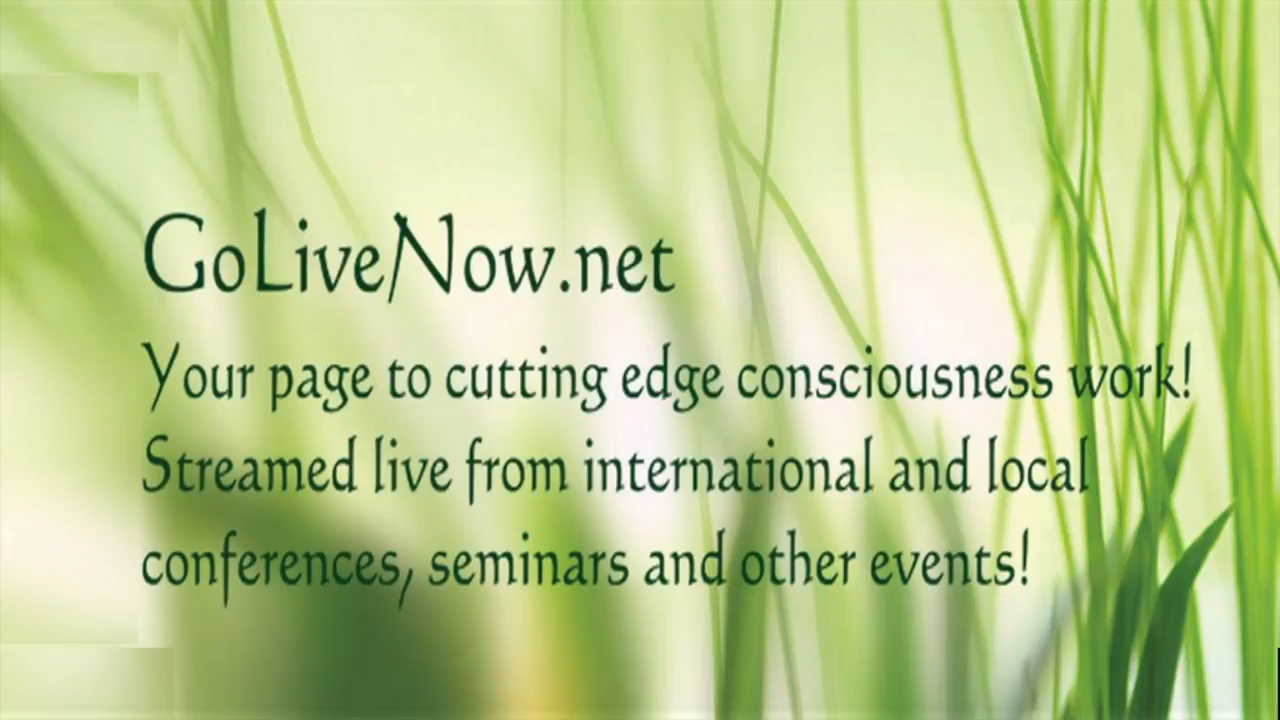 GoLiveNow.net
Your page to cutting edge consciousness work!
Streamed live from international and local
conferences, seminars and other events!